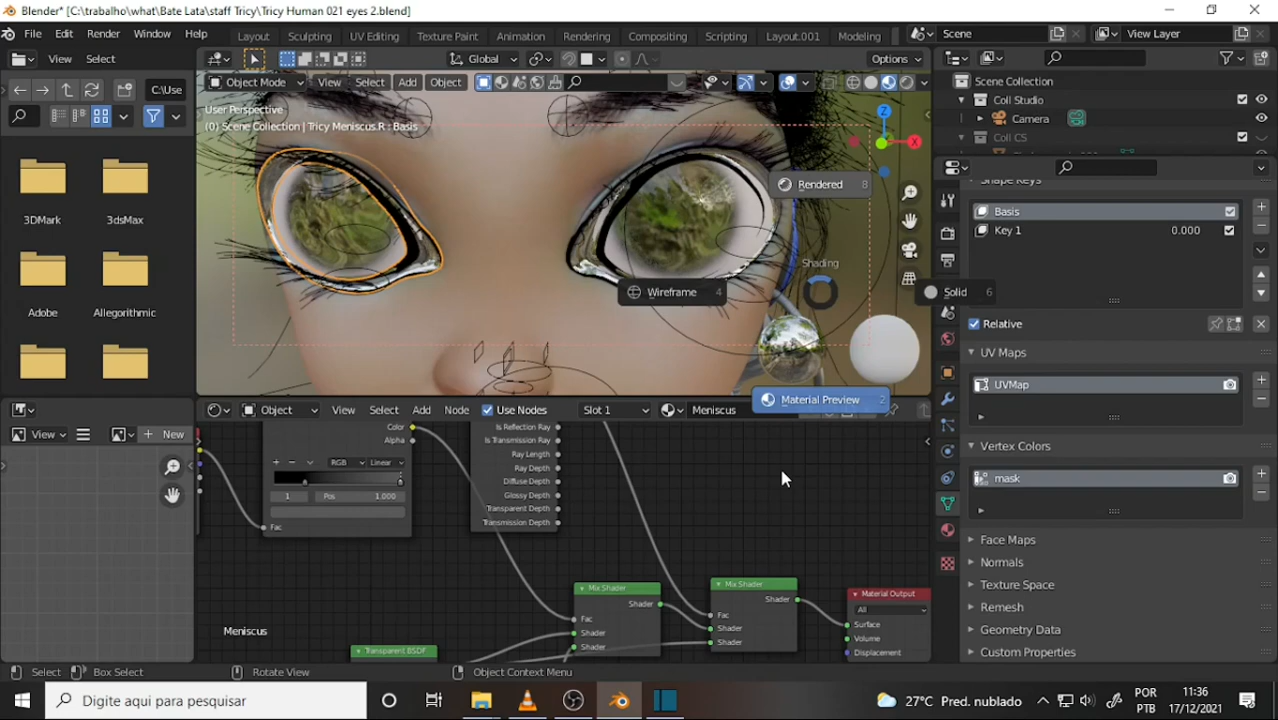 Blender* [C:\trabalho\what\Bate Lata\staff Tricy\Tricy Human 021 eyes 2.blend]
File Edit Render Window Help
Layout Sculpting UV Editing Texture Paint Animation Rendering Compositing Scripting Layout.001 Modeling
Scene
View Layer
View Select
Global
Options
C:\Use
Object Mode View Select Add Object
User Perspective
(0) Scene Collection | Tricy Meniscus.R : Basis
3DMark
3dsMax
Adobe
Allegorithmic
Z
X
Rendered 8
Shading
Wireframe 4
Solid 6
Material Preview 2
Scene Collection
Coll Studio
Camera
Coll CS
Shape Keys
Basis
Key 1 0.000
Relative
UV Maps
UVMap
Vertex Colors
mask
Face Maps
Normals
Texture Space
Remesh
Geometry Data
Custom Properties
View
New
Object View Select Add Node Use Nodes Slot 1 Meniscus
Color
Alpha
RGB Linear
1 Pos 1.000
Fac
Is Reflection Ray
Is Transmission Ray
Ray Length
Ray Depth
Diffuse Depth
Glossy Depth
Transparent Depth
Transmission Depth
Mix Shader
Shader
Fac
Shader
Shader
Mix Shader
Shader
Fac
Shader
Shader
Material Output
All
Surface
Volume
Displacement
Meniscus
Transparent BSDF
Select Box Select Rotate View Object Context Menu
Digite aqui para pesquisar
27°C Pred. nublado
POR
PTB
11:36
17/12/2021